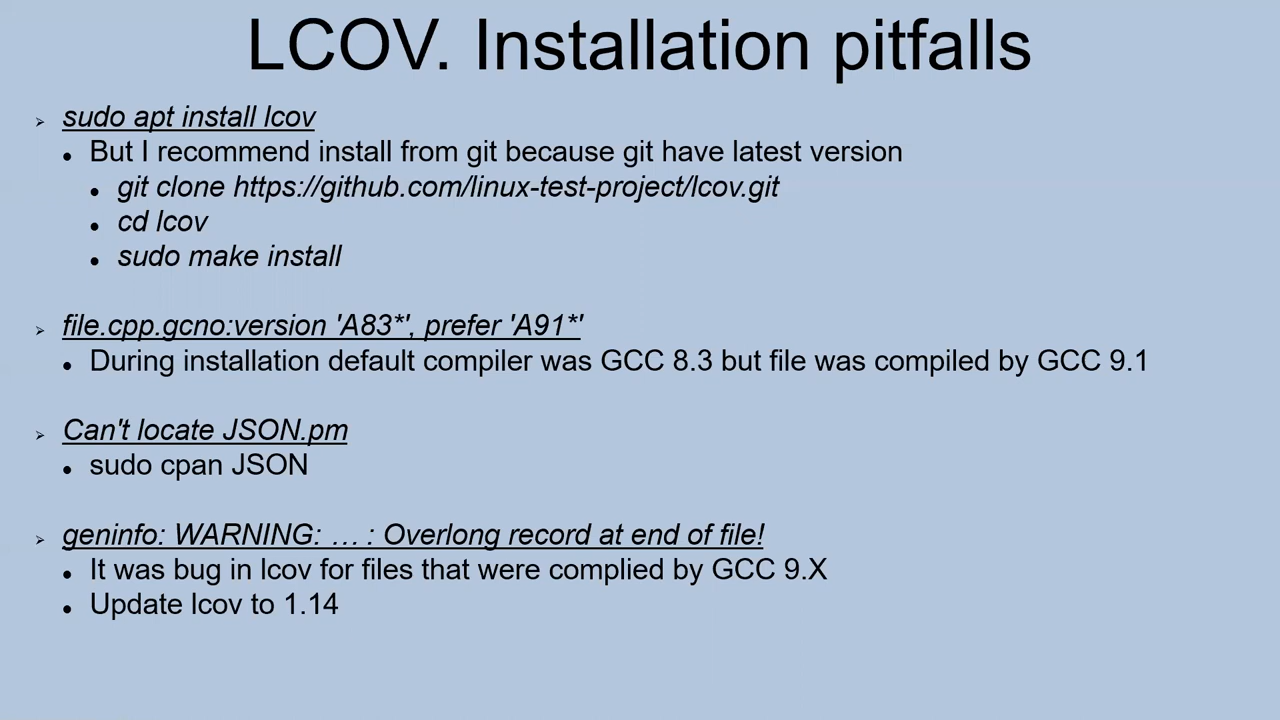 LCOV. Installation pitfalls
sudo apt install lcov
But I recommend install from git because git have latest version
git clone https://github.com/linux-test-project/lcov.git
cd lcov
sudo make install
file.cpp.gcno:version 'A83*', prefer 'A91*'
During installation default compiler was GCC 8.3 but file was compiled by GCC 9.1
Can't locate JSON.pm
sudo cpan JSON
geninfo: WARNING: … : Overlong record at end of file!
It was bug in lcov for files that were complied by GCC 9.X
Update lcov to 1.14